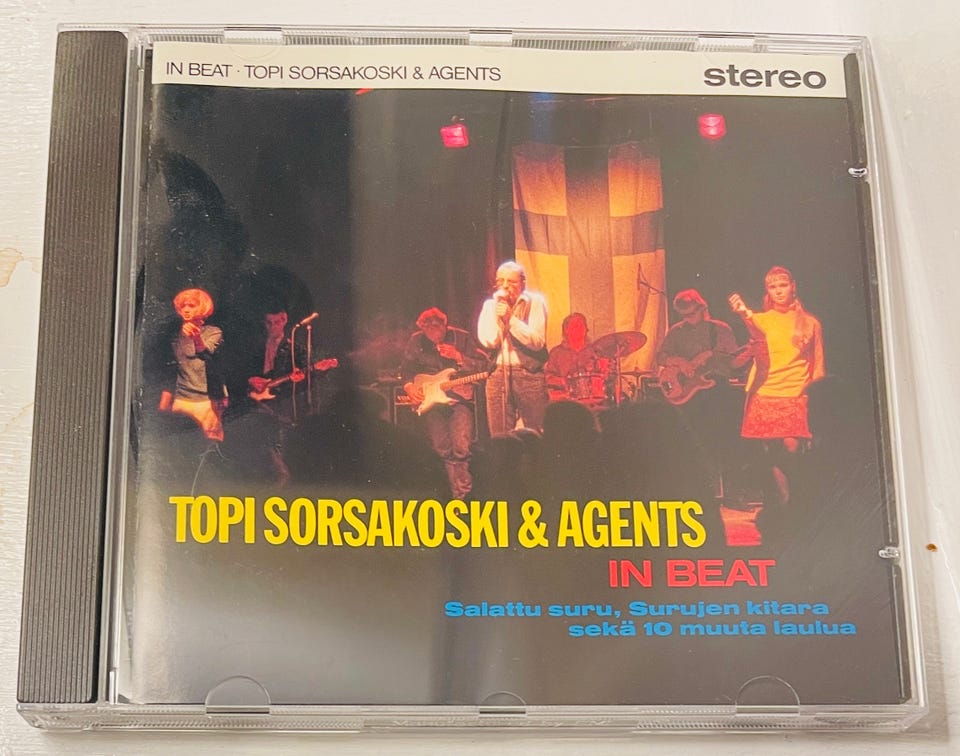 IN BEAT · TOPI SORSAKOSKI & AGENTS
stereo
TOPI SORSAKOSKI & AGENTS
IN BEAT
Salattu suru, Surujen kitara
sekä 10 muuta laulua